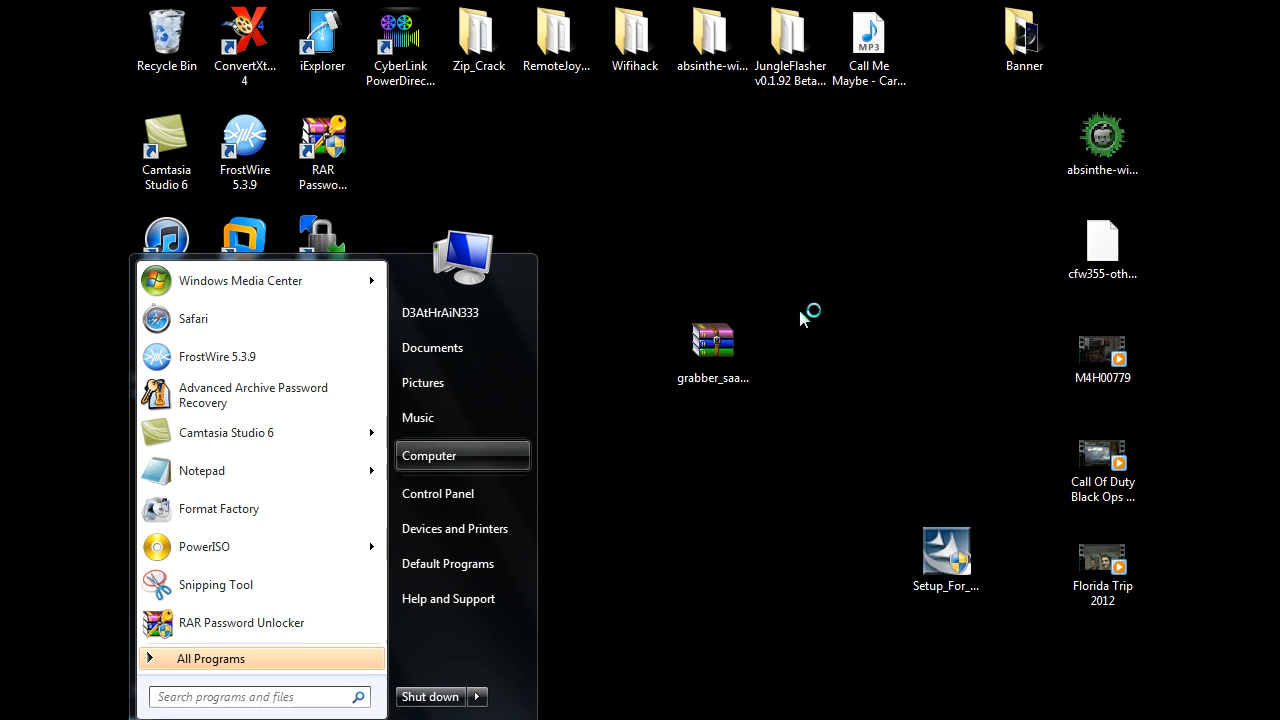 Recycle Bin
ConvertXt...
4
iExplorer
CyberLink
PowerDirec...
Zip_Crack
RemoteJoy...
Wifihack
absinthe-wi...
JungleFlasher
v0.1.92 Beta...
MP3
Call Me
Maybe - Car...
Banner
Camtasia
Studio 6
FrostWire
5.3.9
RAR
Passwo...
absinthe-wi...
cfw355-oth...
grabber_saa...
M4H00779
Call Of Duty
Black Ops ...
Setup_For_...
Florida Trip
2012
Windows Media Center
Safari
FrostWire 5.3.9
Advanced Archive Password
Recovery
Camtasia Studio 6
Notepad
Format Factory
PowerISO
Snipping Tool
RAR Password Unlocker
All Programs
Search programs and files
D3AtHrAiN333
Documents
Pictures
Music
Computer
Control Panel
Devices and Printers
Default Programs
Help and Support
Shut down